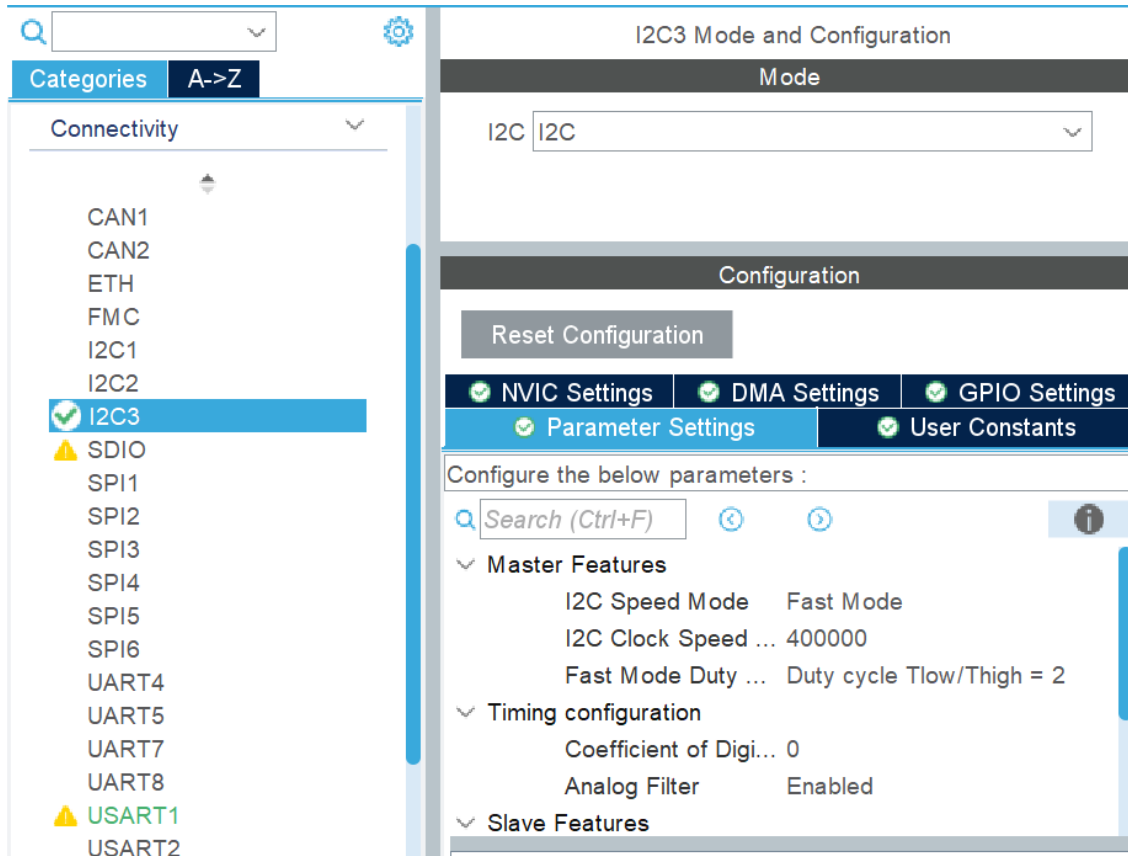 Categories
A->Z
Connectivity
CAN1
CAN2
ETH
FMC
I2C1
I2C2
I2C3
SDIO
SPI1
SPI2
SPI3
SPI4
SPI5
SPI6
UART4
UART5
UART7
UART8
USART1
USART2
I2C3 Mode and Configuration
Mode
I2C I2C
Configuration
Reset Configuration
NVIC Settings
DMA Settings
GPIO Settings
Parameter Settings
User Constants
Configure the below parameters :
Search (Ctrl+F)
Master Features
I2C Speed Mode Fast Mode
I2C Clock Speed ... 400000
Fast Mode Duty ... Duty cycle Tlow/Thigh = 2
Timing configuration
Coefficient of Digi... 0
Analog Filter Enabled
Slave Features